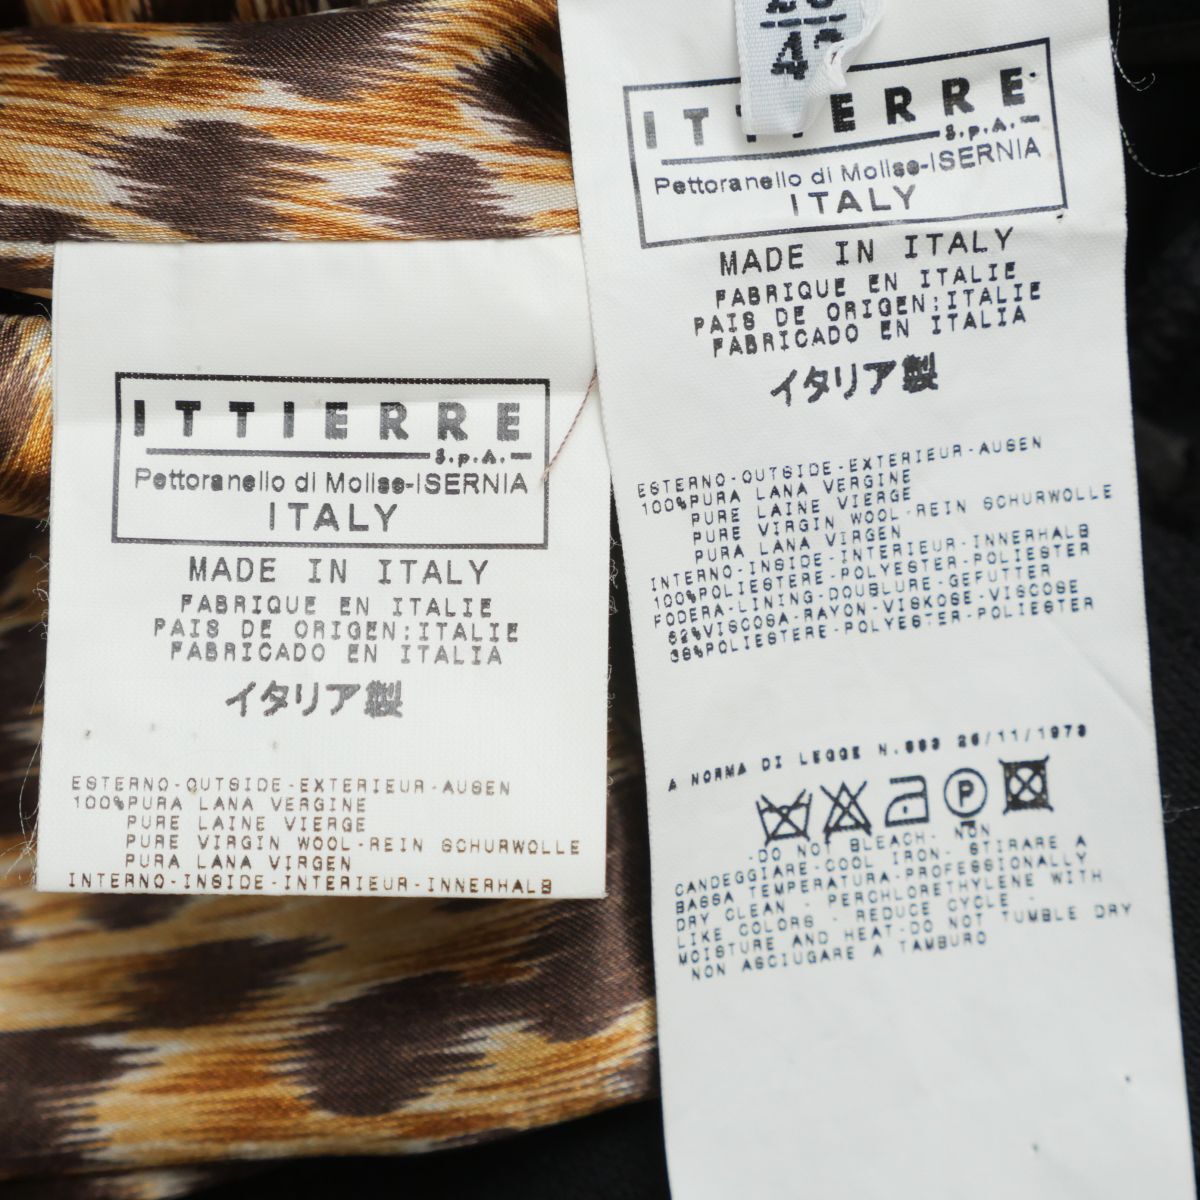 ITTIERRE
S.p.A.
Pettoranello di Molise-ISERNIA
ITALY
MADE IN ITALY
FABRIQUE EN ITALIE
PAIS DE ORIGEN:ITALIE
FABRICADO EN ITALIA
イタリア製
ESTERNO-OUTSIDE-EXTERIEUR-AUSEN
100%PURA LANA VERGINE
PURE LAINE VIERGE
PURE VIRGIN WOOL-REIN SCHURWOLLE
PURA LANA VIRGEN
INTERNO-INSIDE-INTERIEUR-INNERHALB
ITTIERRE
S.p.A.
Pettoranello di Molise-ISERNIA
ITALY
MADE IN ITALY
FABRIQUE EN ITALIE
PAIS DE ORIGEN:ITALIE
FABRICADO EN ITALIA
イタリア製
ESTERNO-OUTSIDE-EXTERIEUR-AUSEN
100%PURA LANA VERGINE
PURE LAINE VIERGE
PURE VIRGIN WOOL-REIN SCHURWOLLE
PURA LANA VIRGEN
INTERNO-INSIDE-INTERIEUR-INNERHALB
100%POLIESTERE-POLYESTER-POLIESTER
FODERA-LINING-DOUBLURE-GEFUTTER
62%VISCOSA-RAYON-VISKOSE-VISCOSE
38%POLIESTERE-POLYESTER-POLIESTER
A NORMA DI LEGGE N.883 26/11/1973
P
-DO NOT BLEACH- NON
CANDEGGIARE-COOL IRON- STIRARE A
BASSA TEMPERATURA-PROFESSIONALLY
DRY CLEAN - PERCHLORETHYLENE WITH
LIKE COLORS - REDUCE CYCLE -
MOISTURE AND HEAT-DO NOT TUMBLE DRY
NON ASCIUGARE A TAMBURO